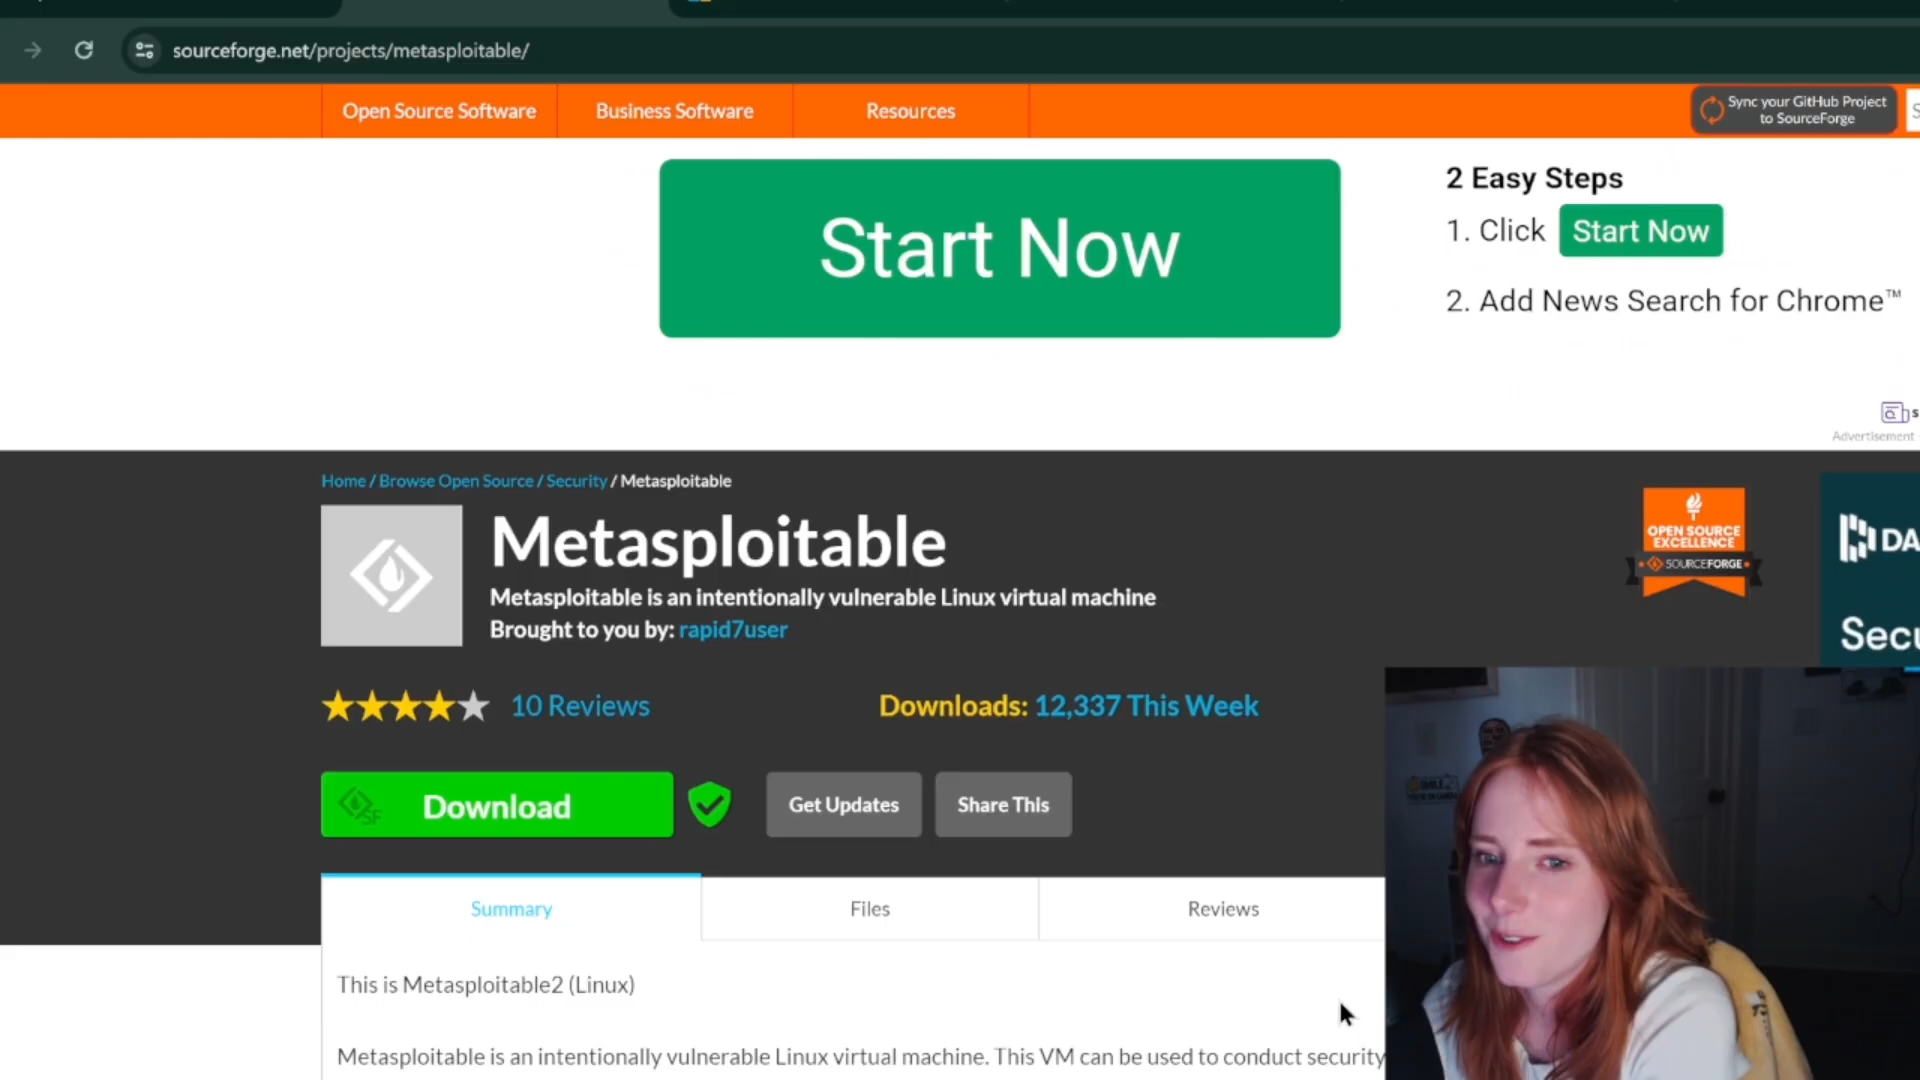 sourceforge.net/projects/metasploitable/
Open Source Software
Business Software
Resources
Sync your GitHub Project
to SourceForge
Start Now
2 Easy Steps
1. Click Start Now
2. Add News Search for Chrome™
Advertisement
Home / Browse Open Source / Security / Metasploitable
Metasploitable
Metasploitable is an intentionally vulnerable Linux virtual machine
Brought to you by: rapid7user
OPEN SOURCE
EXCELLENCE
SOURCEFORGE
DA
Secu
10 Reviews
Downloads: 12,337 This Week
SF
Download
Get Updates
Share This
Summary
Files
Reviews
This is Metasploitable2 (Linux)
Metasploitable is an intentionally vulnerable Linux virtual machine. This VM can be used to conduct security